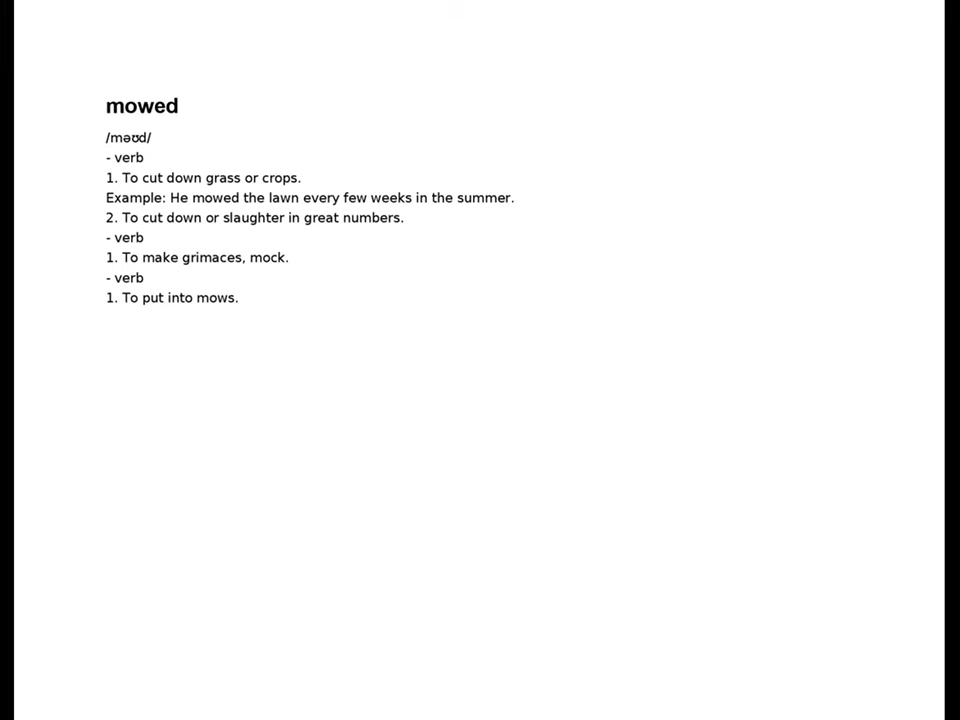 mowed
/məʊd/
- verb
1. To cut down grass or crops.
Example: He mowed the lawn every few weeks in the summer.
2. To cut down or slaughter in great numbers.
- verb
1. To make grimaces, mock.
- verb
1. To put into mows.